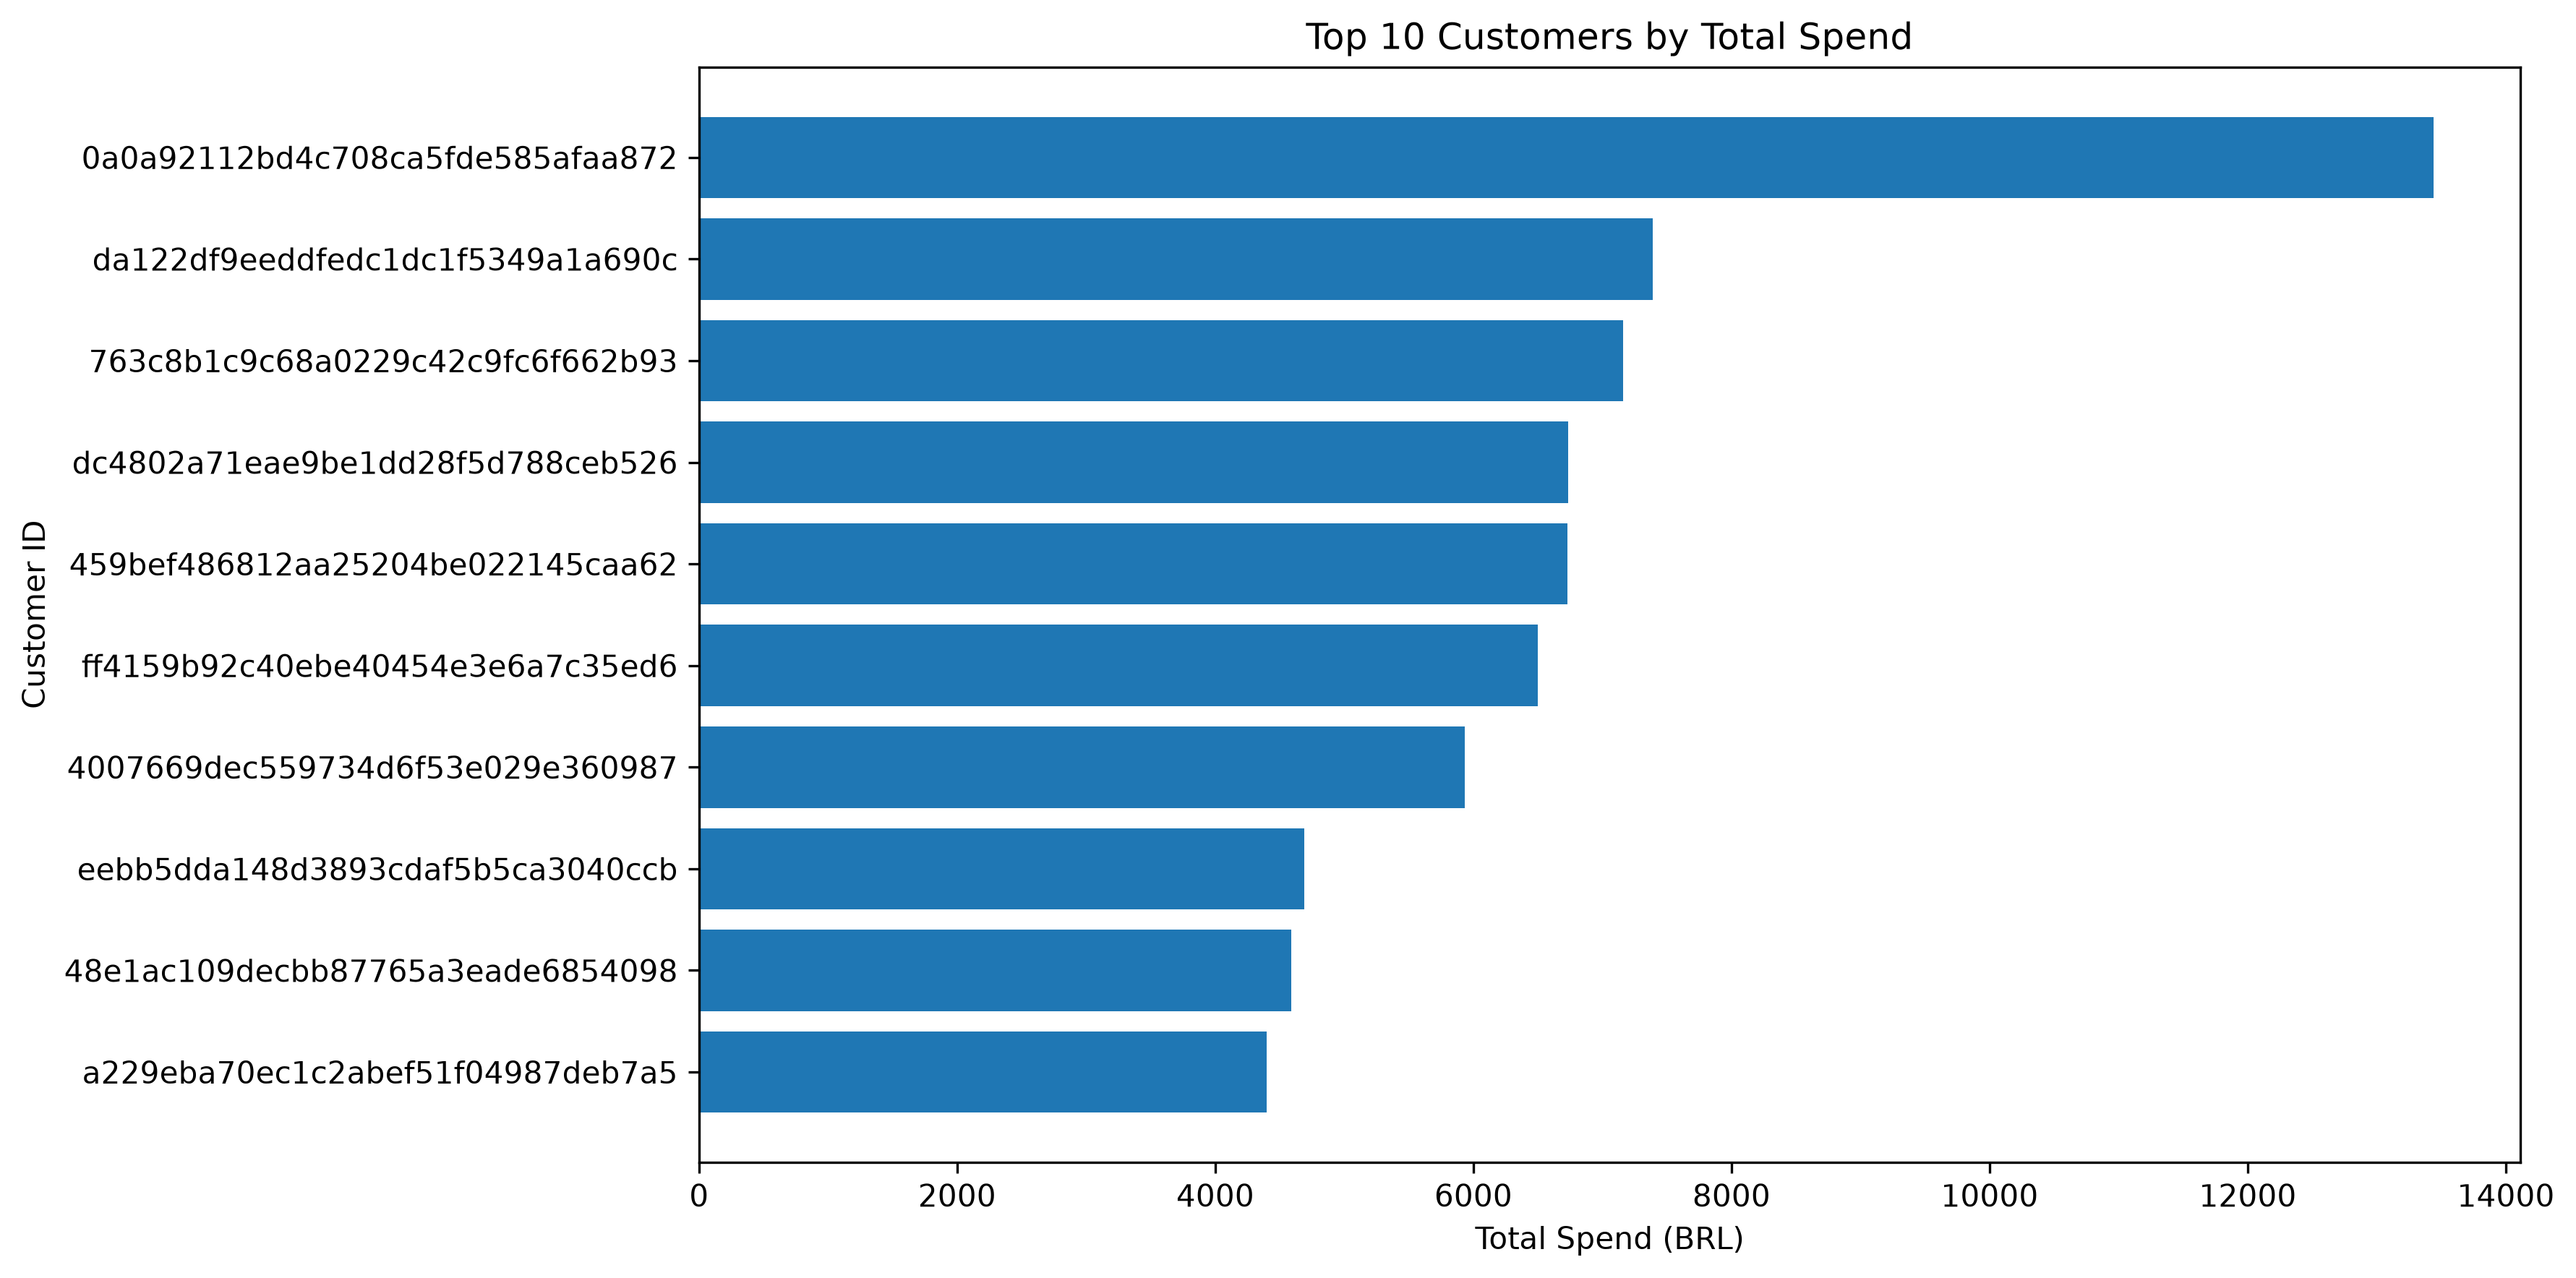 Top 10 Customers by Total Spend
Customer ID
0a0a92112bd4c708ca5fde585afaa872
da122df9eeddfedc1dc1f5349a1a690c
763c8b1c9c68a0229c42c9fc6f662b93
dc4802a71eae9be1dd28f5d788ceb526
459bef486812aa25204be022145caa62
ff4159b92c40ebe40454e3e6a7c35ed6
4007669dec559734d6f53e029e360987
eebb5dda148d3893cdaf5b5ca3040ccb
48e1ac109decbb87765a3eade6854098
a229eba70ec1c2abef51f04987deb7a5
0 2000 4000 6000 8000 10000 12000 14000
Total Spend (BRL)